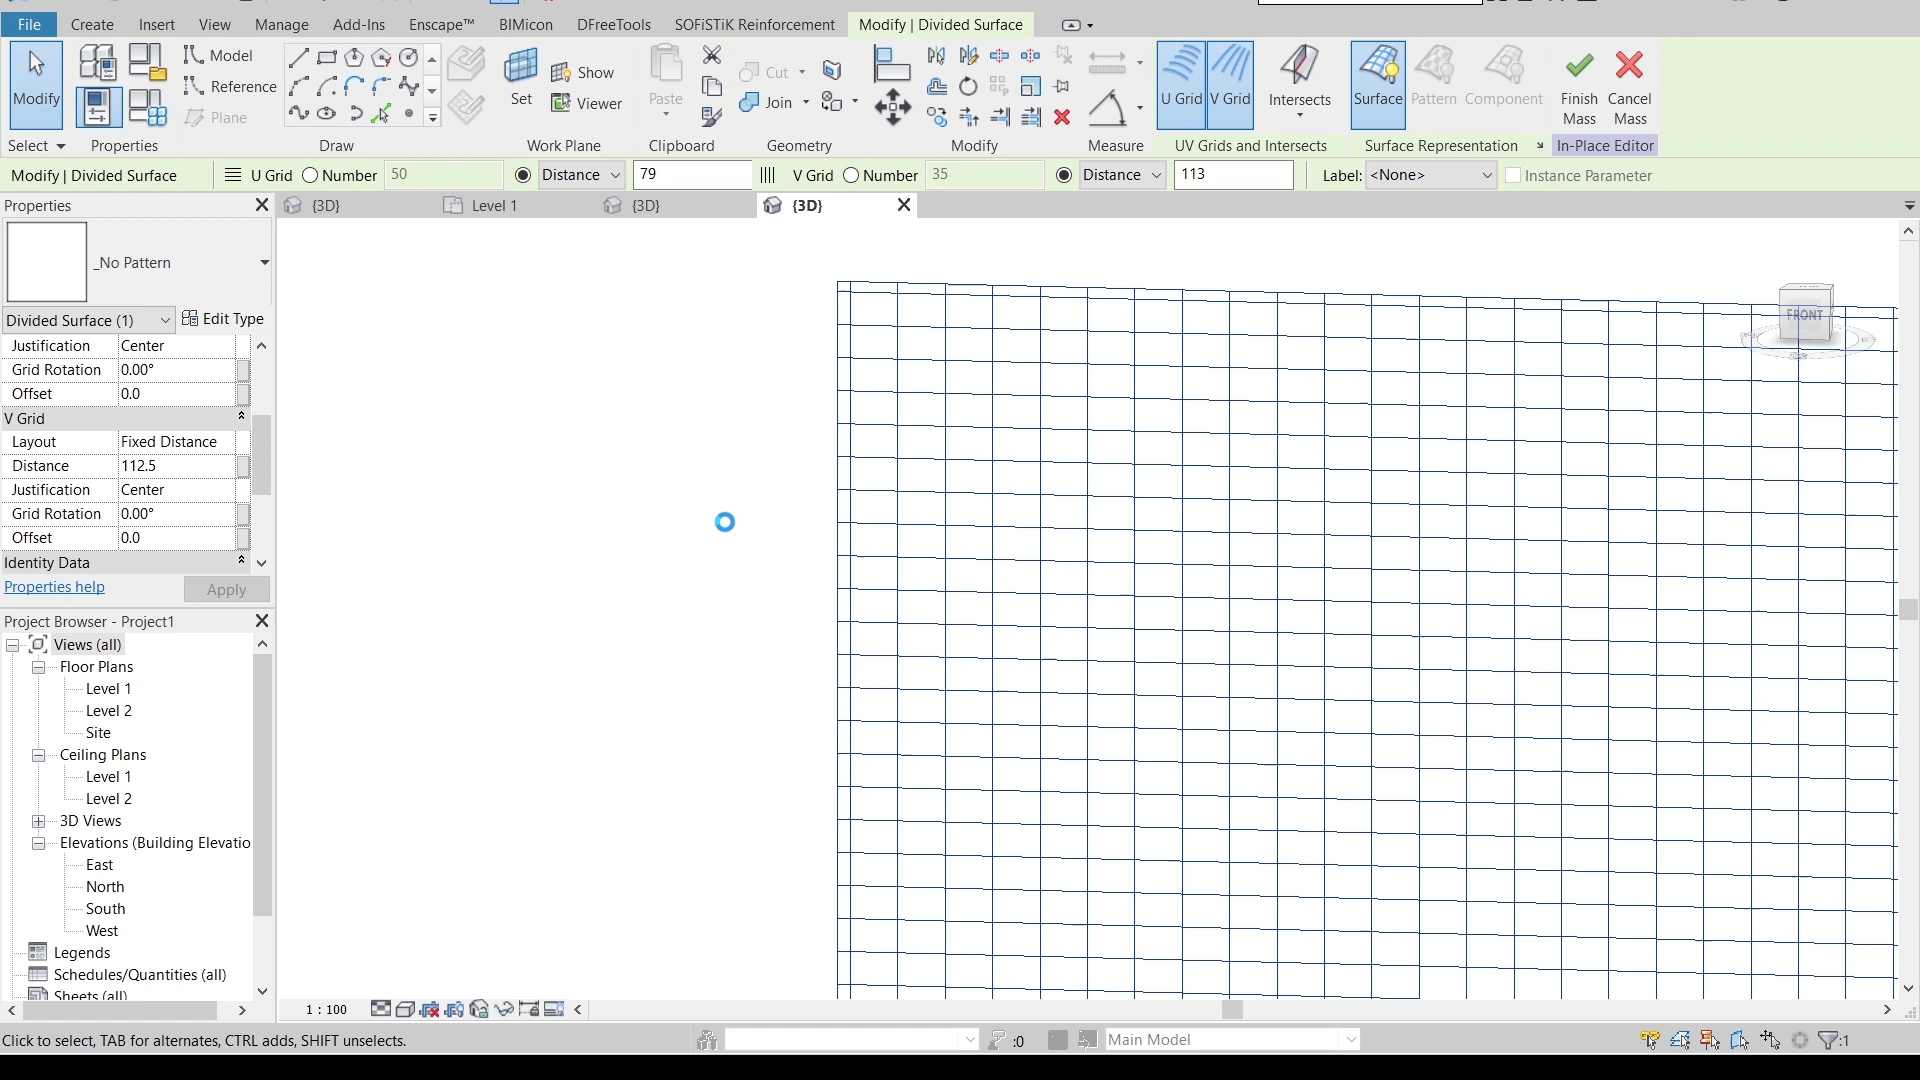 File Create Insert View Manage Add-Ins Enscape™ BIMicon DFreeTools SOFiSTiK Reinforcement Modify | Divided Surface
Modify
Model
Reference
Plane
Set
Show
Viewer
Paste
Cut
Join
U Grid V Grid Intersects Surface Pattern Component Finish Mass Cancel Mass
Select Properties Draw Work Plane Clipboard Geometry Modify Measure UV Grids and Intersects Surface Representation In-Place Editor
Modify | Divided Surface U Grid Number 50 Distance 79 V Grid Number 35 Distance 113 Label: <None> Instance Parameter
Properties
{3D} Level 1 {3D} {3D}
_No Pattern
Divided Surface (1) Edit Type
Justification Center
Grid Rotation 0.00°
Offset 0.0
V Grid
Layout Fixed Distance
Distance 112.5
Justification Center
Grid Rotation 0.00°
Offset 0.0
Identity Data
Properties help Apply
FRONT
Project Browser - Project1
Views (all)
Floor Plans
Level 1
Level 2
Site
Ceiling Plans
Level 1
Level 2
3D Views
Elevations (Building Elevatio
East
North
South
West
Legends
Schedules/Quantities (all)
Sheets (all)
1 : 100
Click to select, TAB for alternates, CTRL adds, SHIFT unselects. :0 Main Model :1